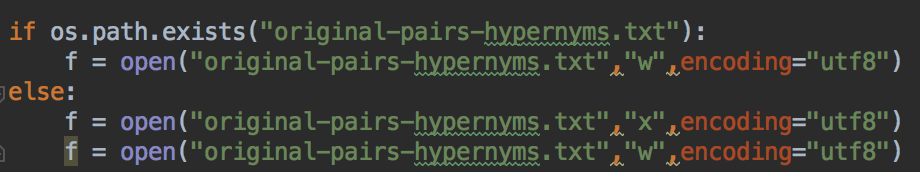 if os.path.exists("original-pairs-hypernyms.txt"):
    f = open("original-pairs-hypernyms.txt","w",encoding="utf8")
else:
    f = open("original-pairs-hypernyms.txt","x",encoding="utf8")
    f = open("original-pairs-hypernyms.txt","w",encoding="utf8")